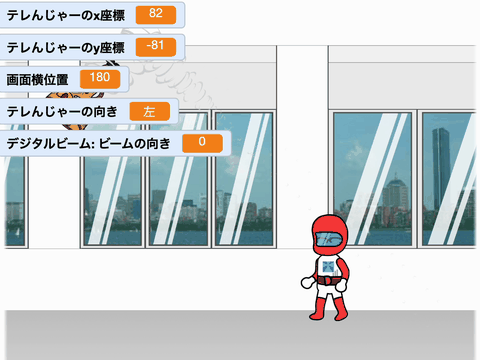 テレんじゃーのx座標 82
テレんじゃーのy座標 -81
画面横位置 180
テレんじゃーの向き 左
デジタルビーム: ビームの向き 0